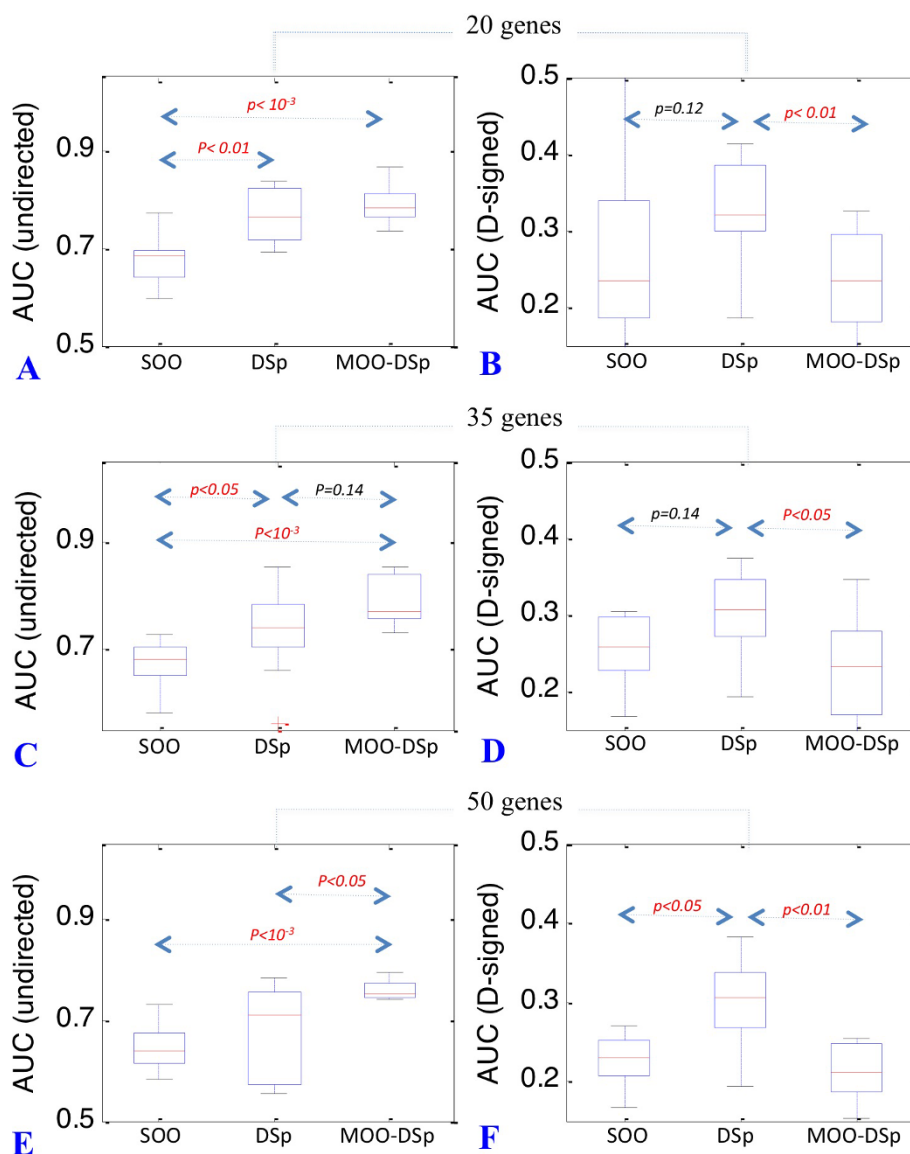 20 genes
AUC (undirected)
0.9
0.7
0.5
p< 10-3
P< 0.01
SOO DSp MOO-DSp
A
AUC (D-signed)
0.5
0.4
0.3
0.2
p=0.12 p< 0.01
SOO DSp MOO-DSp
B
35 genes
AUC (undirected)
0.9
0.7
p<0.05 P=0.14
P<10-3
SOO DSp MOO-DSp
C
AUC (D-signed)
0.5
0.4
0.3
0.2
p=0.14 P<0.05
SOO DSp MOO-DSp
D
50 genes
AUC (undirected)
0.9
0.7
0.5
P<0.05
P<10-3
SOO DSp MOO-DSp
E
AUC (D-signed)
0.5
0.4
0.3
0.2
p<0.05 p<0.01
SOO DSp MOO-DSp
F